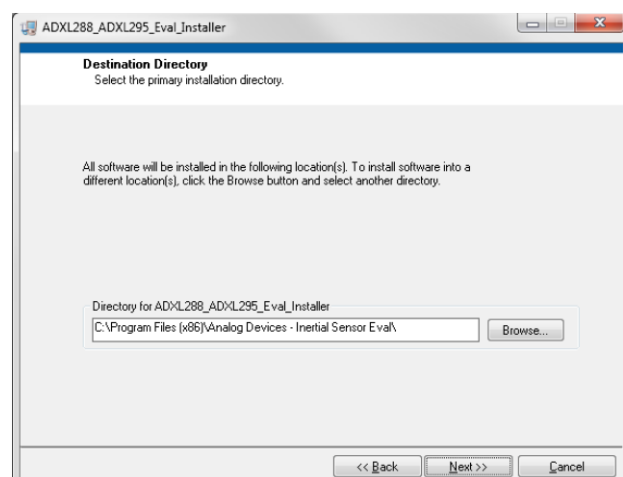 ADXL288_ADXL295_Eval_Installer
Destination Directory
Select the primary installation directory.
All software will be installed in the following location(s). To install software into a
different location(s), click the Browse button and select another directory.
Directory for ADXL288_ADXL295_Eval_Installer
C:\Program Files (x86)\Analog Devices - Inertial Sensor Eval\
Browse...
<< Back
Next >>
Cancel